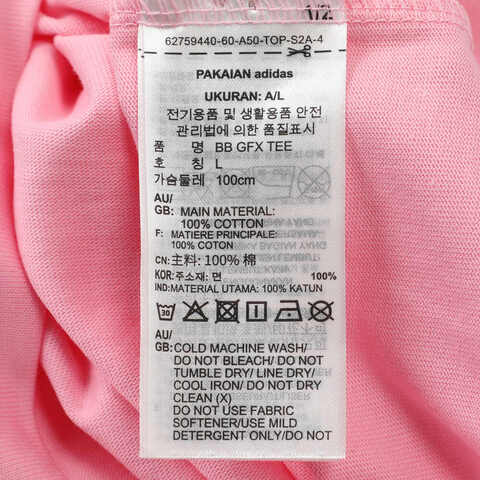 1/2
62759440-60-A50-TOP-S2A-4
PAKAIAN adidas
UKURAN: A/L
전기용품 및 생활용품 안전
관리법에 의한 품질표시
품 명 BB GFX TEE
호 칭 L
가슴둘레 100cm
AU/
GB: MAIN MATERIAL:
100% COTTON
F: MATIERE PRINCIPALE:
100% COTON
CN: 主料: 100% 棉
KOR: 주소재: 면 100%
IND: MATERIAL UTAMA: 100% KATUN
30
AU/
GB: COLD MACHINE WASH/
DO NOT BLEACH/ DO NOT
TUMBLE DRY/ LINE DRY/
COOL IRON/ DO NOT DRY
CLEAN (X)
DO NOT USE FABRIC
SOFTENER/USE MILD
DETERGENT ONLY/DO NOT